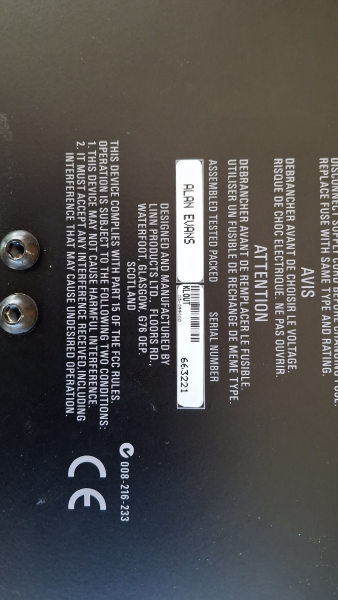 REPLACE FUSE WITH SAME TYPE AND RATING.
AVIS
DEBRANCHER AVANT DE CHOISIR LE VOLTAGE.
RISQUE DE CHOC ELECTRIQUE. NE PAS OUVRIR.
ATTENTION
DEBRANCHER AVANT DE REMPLACER LE FUSIBLE.
UTILISER UN FUSIBLE DE RECHANGE DE MEME TYPE.
ASSEMBLED TESTED PACKED SERIAL NUMBER
ALAN EVANS KLOU
663221
DESIGNED AND MANUFACTURED BY
LINN PRODUCTS LTD., FLOORS RD.,
WATERFOOT, GLASGOW G76 0EP.
SCOTLAND
THIS DEVICE COMPLIES WITH PART 15 OF THE FCC RULES.
OPERATION IS SUBJECT TO THE FOLLOWING TWO CONDITIONS:
1. THIS DEVICE MAY NOT CAUSE HARMFUL INTERFERENCE.
2. IT MUST ACCEPT ANY INTERFERENCE RECEIVED,INCLUDING
INTERFERENCE THAT MAY CAUSE UNDESIRED OPERATION.
008-216-233
CE